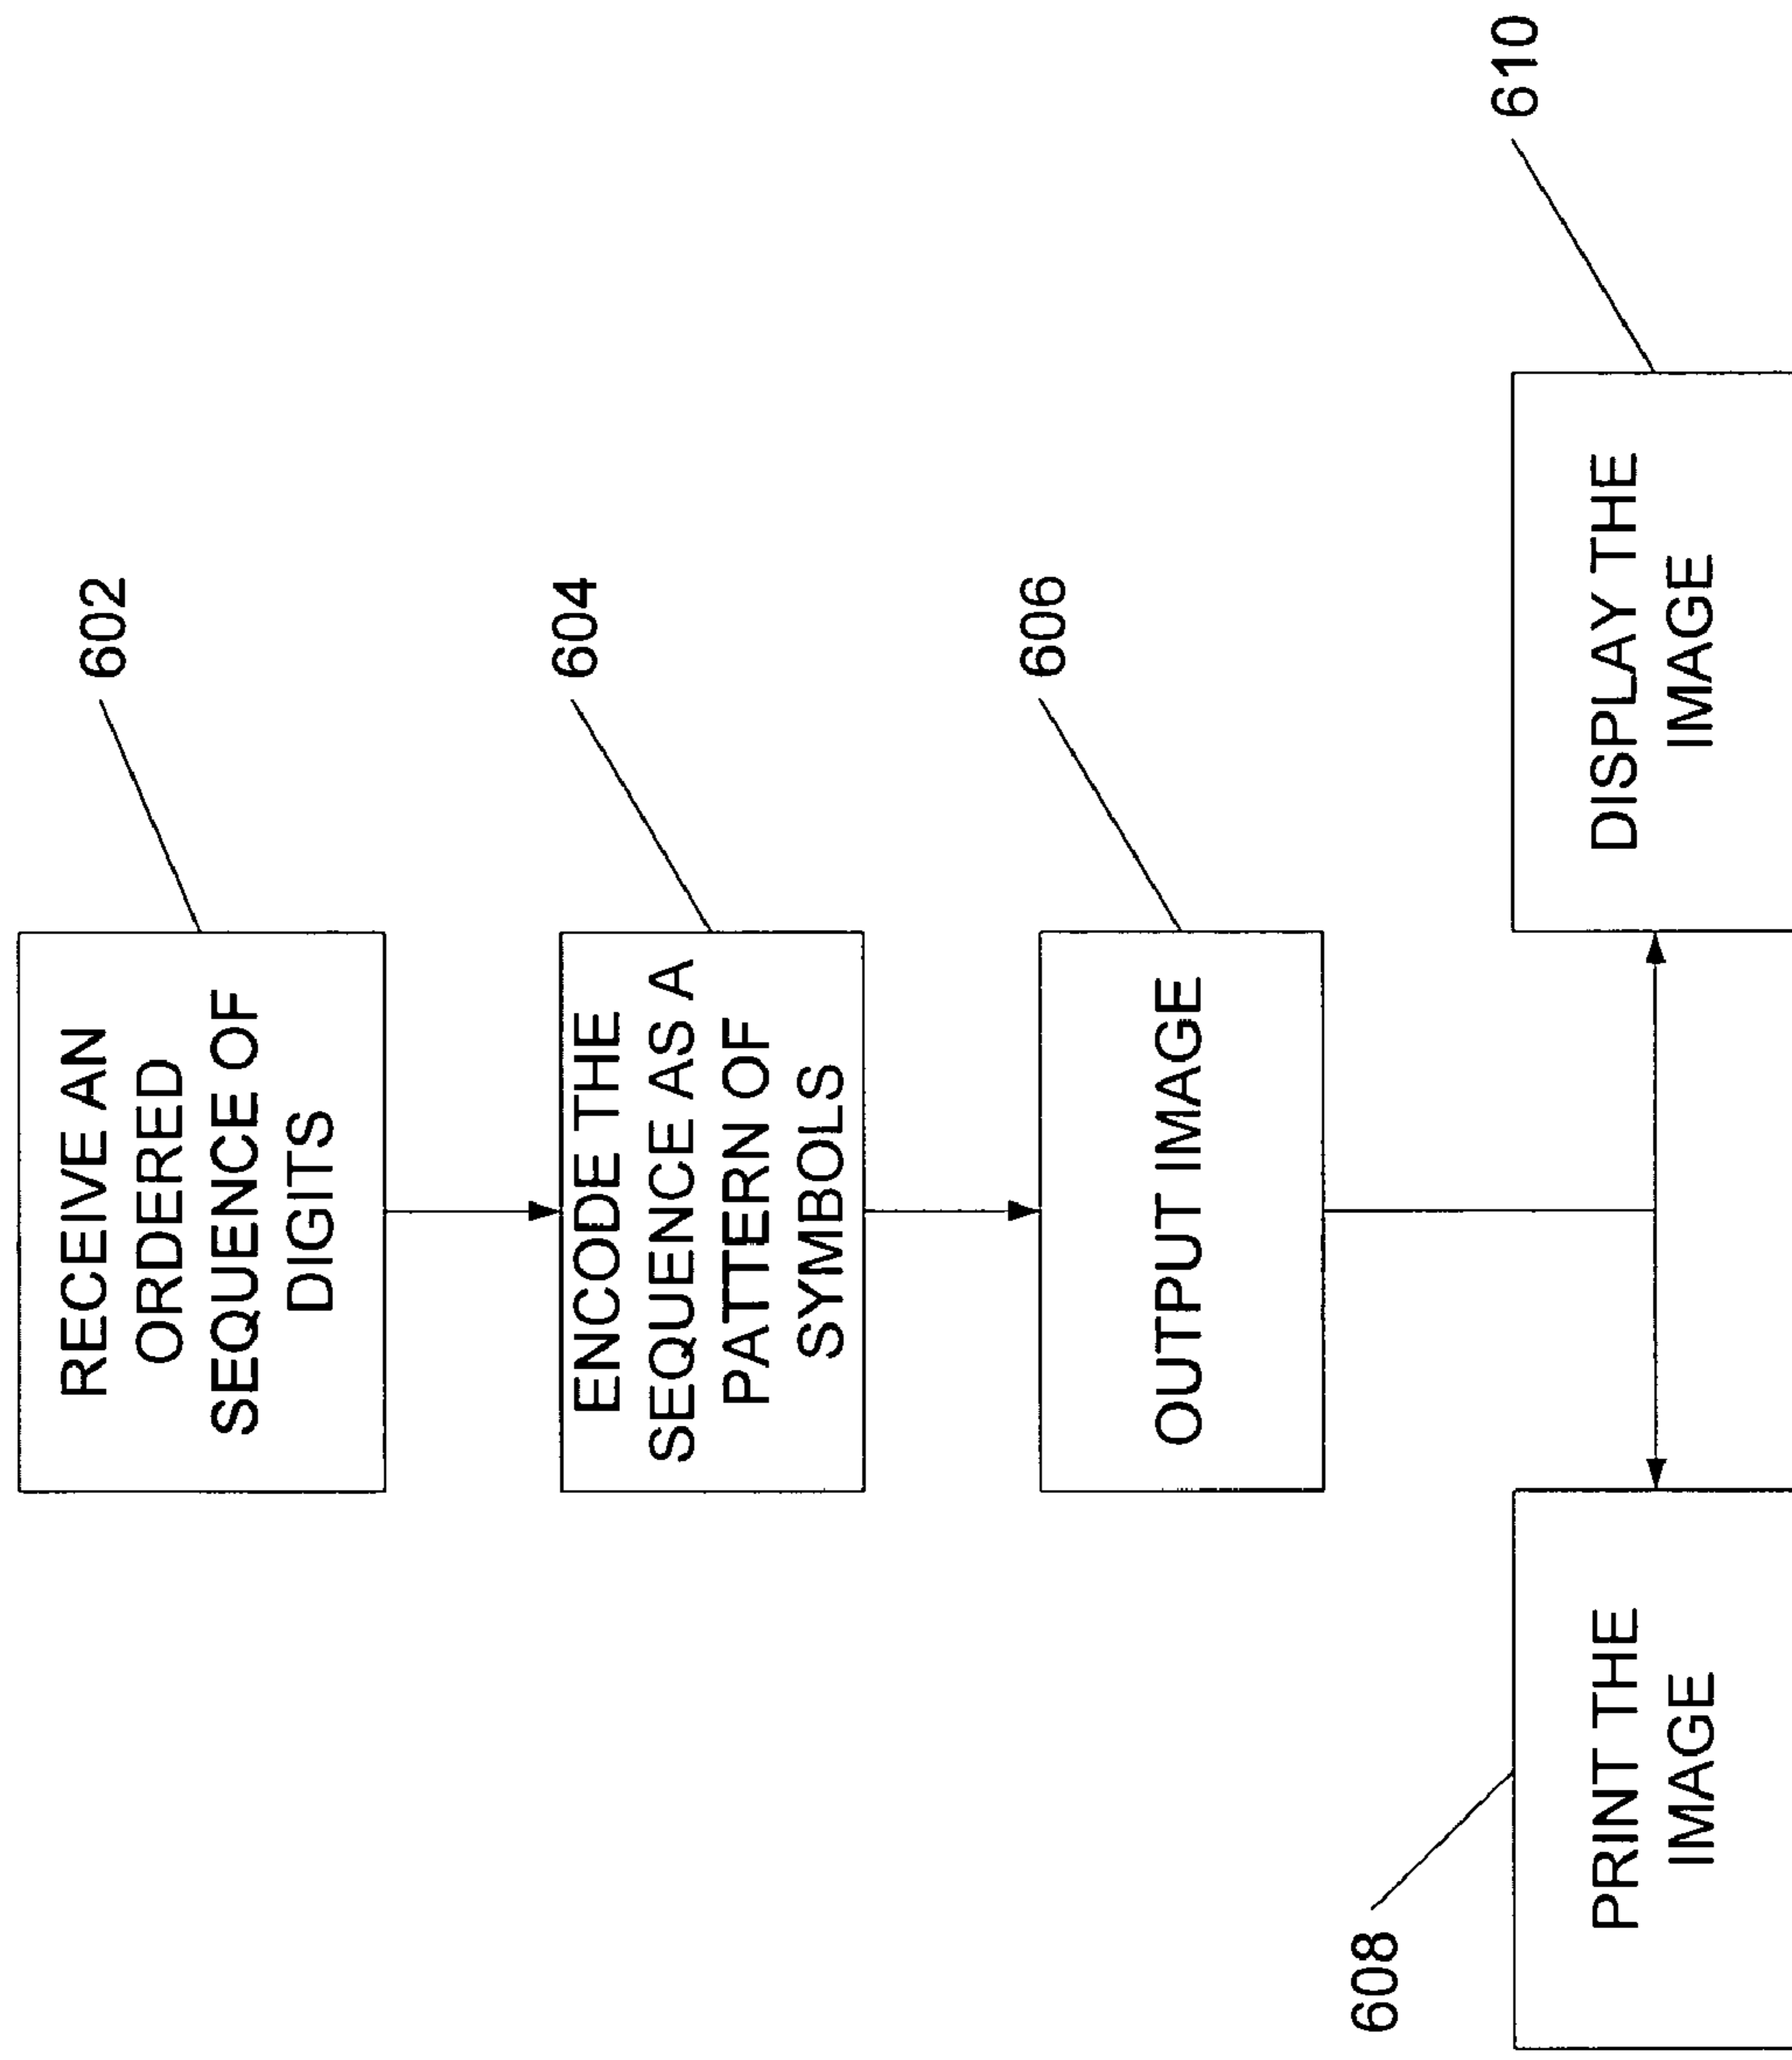 RECEIVE AN
ORDERED
SEQUENCE OF
DIGITS
602
ENCODE THE
SEQUENCE AS A
PATTERN OF
SYMBOLS
604
OUTPUT IMAGE
606
608
PRINT THE
IMAGE
DISPLAY THE
IMAGE
610